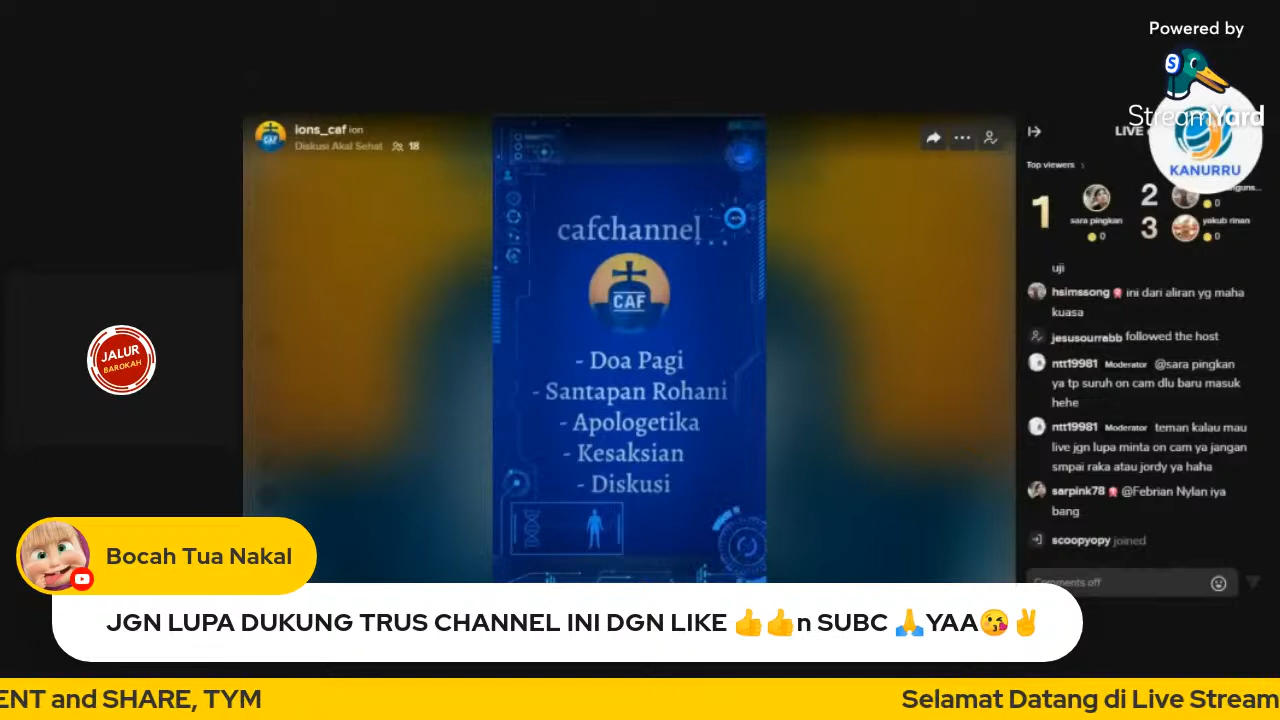 Powered by
StreamYard
KANURRU
ions_caf ion
Diskusi Akal Sehat 18
LIVE
Top viewers
1 sara pingkan 0
2 0
3 yakub rinan 0
cafchannel
CAF
- Doa Pagi
- Santapan Rohani
- Apologetika
- Kesaksian
- Diskusi
JALUR
BAROKAH
uji
hsimssong ini dari aliran yg maha
kuasa
jesusourrabb followed the host
ntt19981 Moderator @sara pingkan
ya tp suruh on cam dlu baru masuk
hehe
ntt19981 Moderator teman kalau mau
live jgn lupa minta on cam ya jangan
smpai raka atau jordy ya haha
sarpink78 @Febrian Nylan iya
bang
scoopyopy joined
Comments off
Bocah Tua Nakal
JGN LUPA DUKUNG TRUS CHANNEL INI DGN LIKE 👍👍n SUBC 🙏YAA😘✌
ENT and SHARE, TYM
Selamat Datang di Live Stream